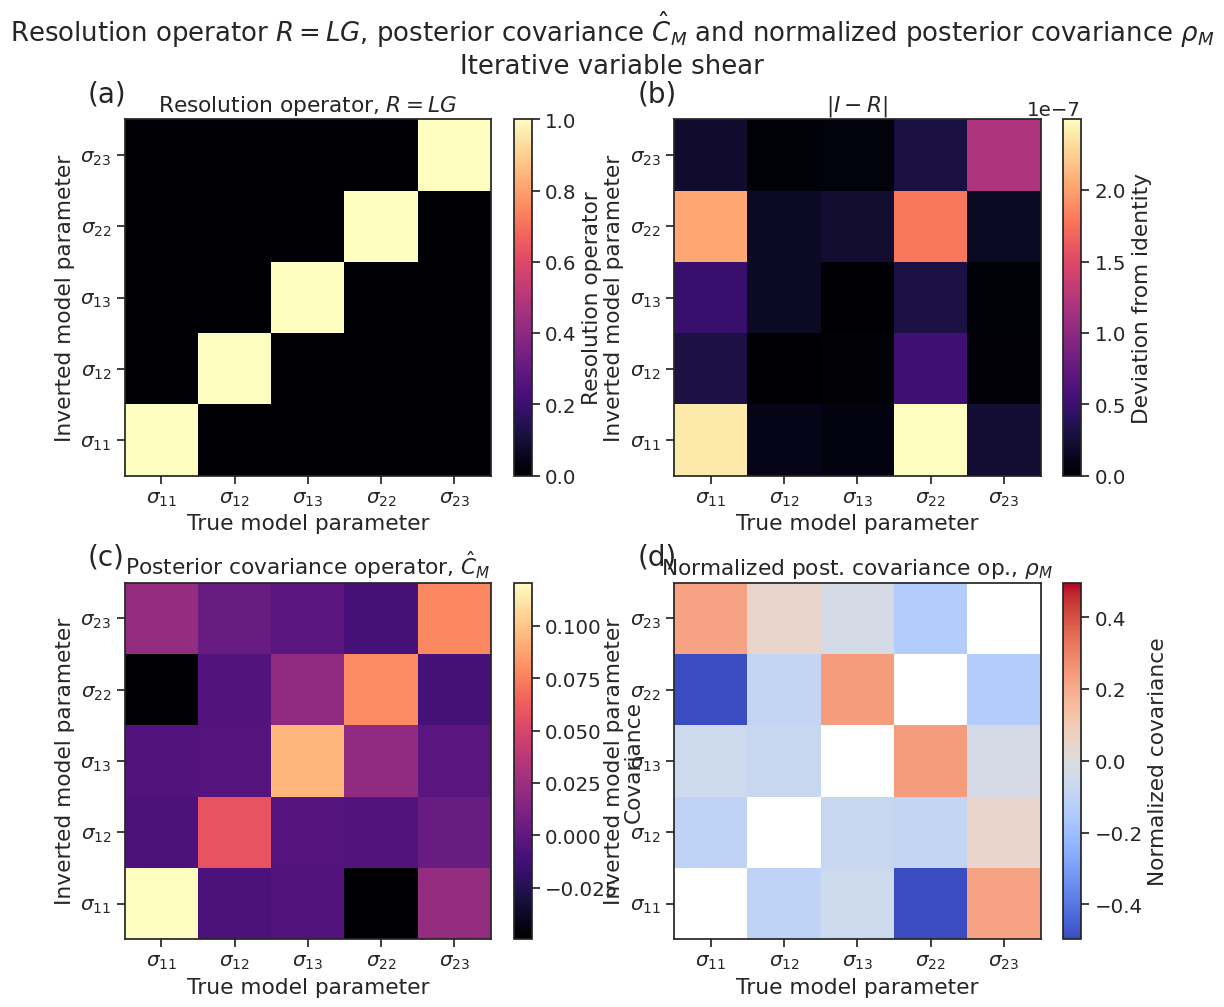 Resolution operator R = LG, posterior covariance Ĉ_M and normalized posterior covariance ρ_M
Iterative variable shear
(a)
Resolution operator, R = LG
Inverted model parameter
σ23
σ22
σ13
σ12
σ11
σ11 σ12 σ13 σ22 σ23
True model parameter
1.0
0.8
0.6
0.4
0.2
0.0
Resolution operator
(b)
|I − R|
1e−7
Inverted model parameter
σ23
σ22
σ13
σ12
σ11
σ11 σ12 σ13 σ22 σ23
True model parameter
2.0
1.5
1.0
0.5
0.0
Deviation from identity
(c)
Posterior covariance operator, Ĉ_M
Inverted model parameter
σ23
σ22
σ13
σ12
σ11
σ11 σ12 σ13 σ22 σ23
True model parameter
0.100
0.075
0.050
0.025
0.000
−0.025
Covariance
(d)
Normalized post. covariance op., ρ_M
Inverted model parameter
σ23
σ22
σ13
σ12
σ11
σ11 σ12 σ13 σ22 σ23
True model parameter
0.4
0.2
0.0
−0.2
−0.4
Normalized covariance